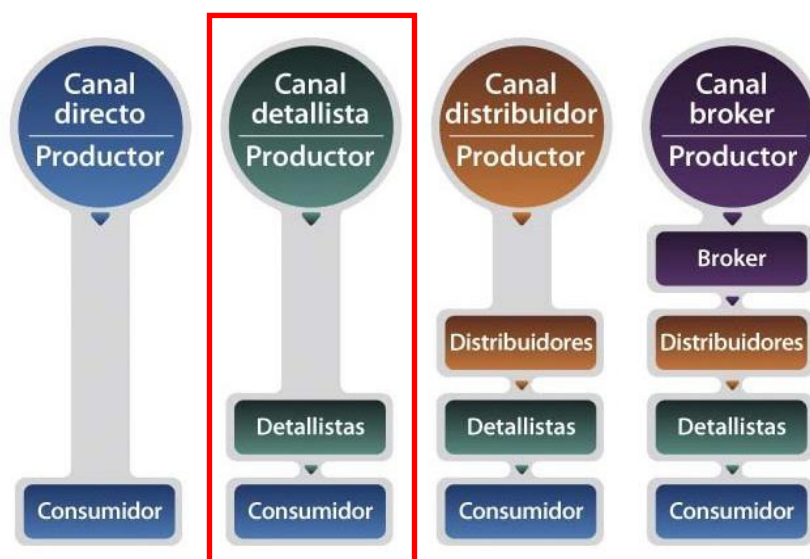 Canal
directo
Productor
Consumidor
Canal
detallista
Productor
Detallistas
Consumidor
Canal
distribuidor
Productor
Distribuidores
Detallistas
Consumidor
Canal
broker
Productor
Broker
Distribuidores
Detallistas
Consumidor